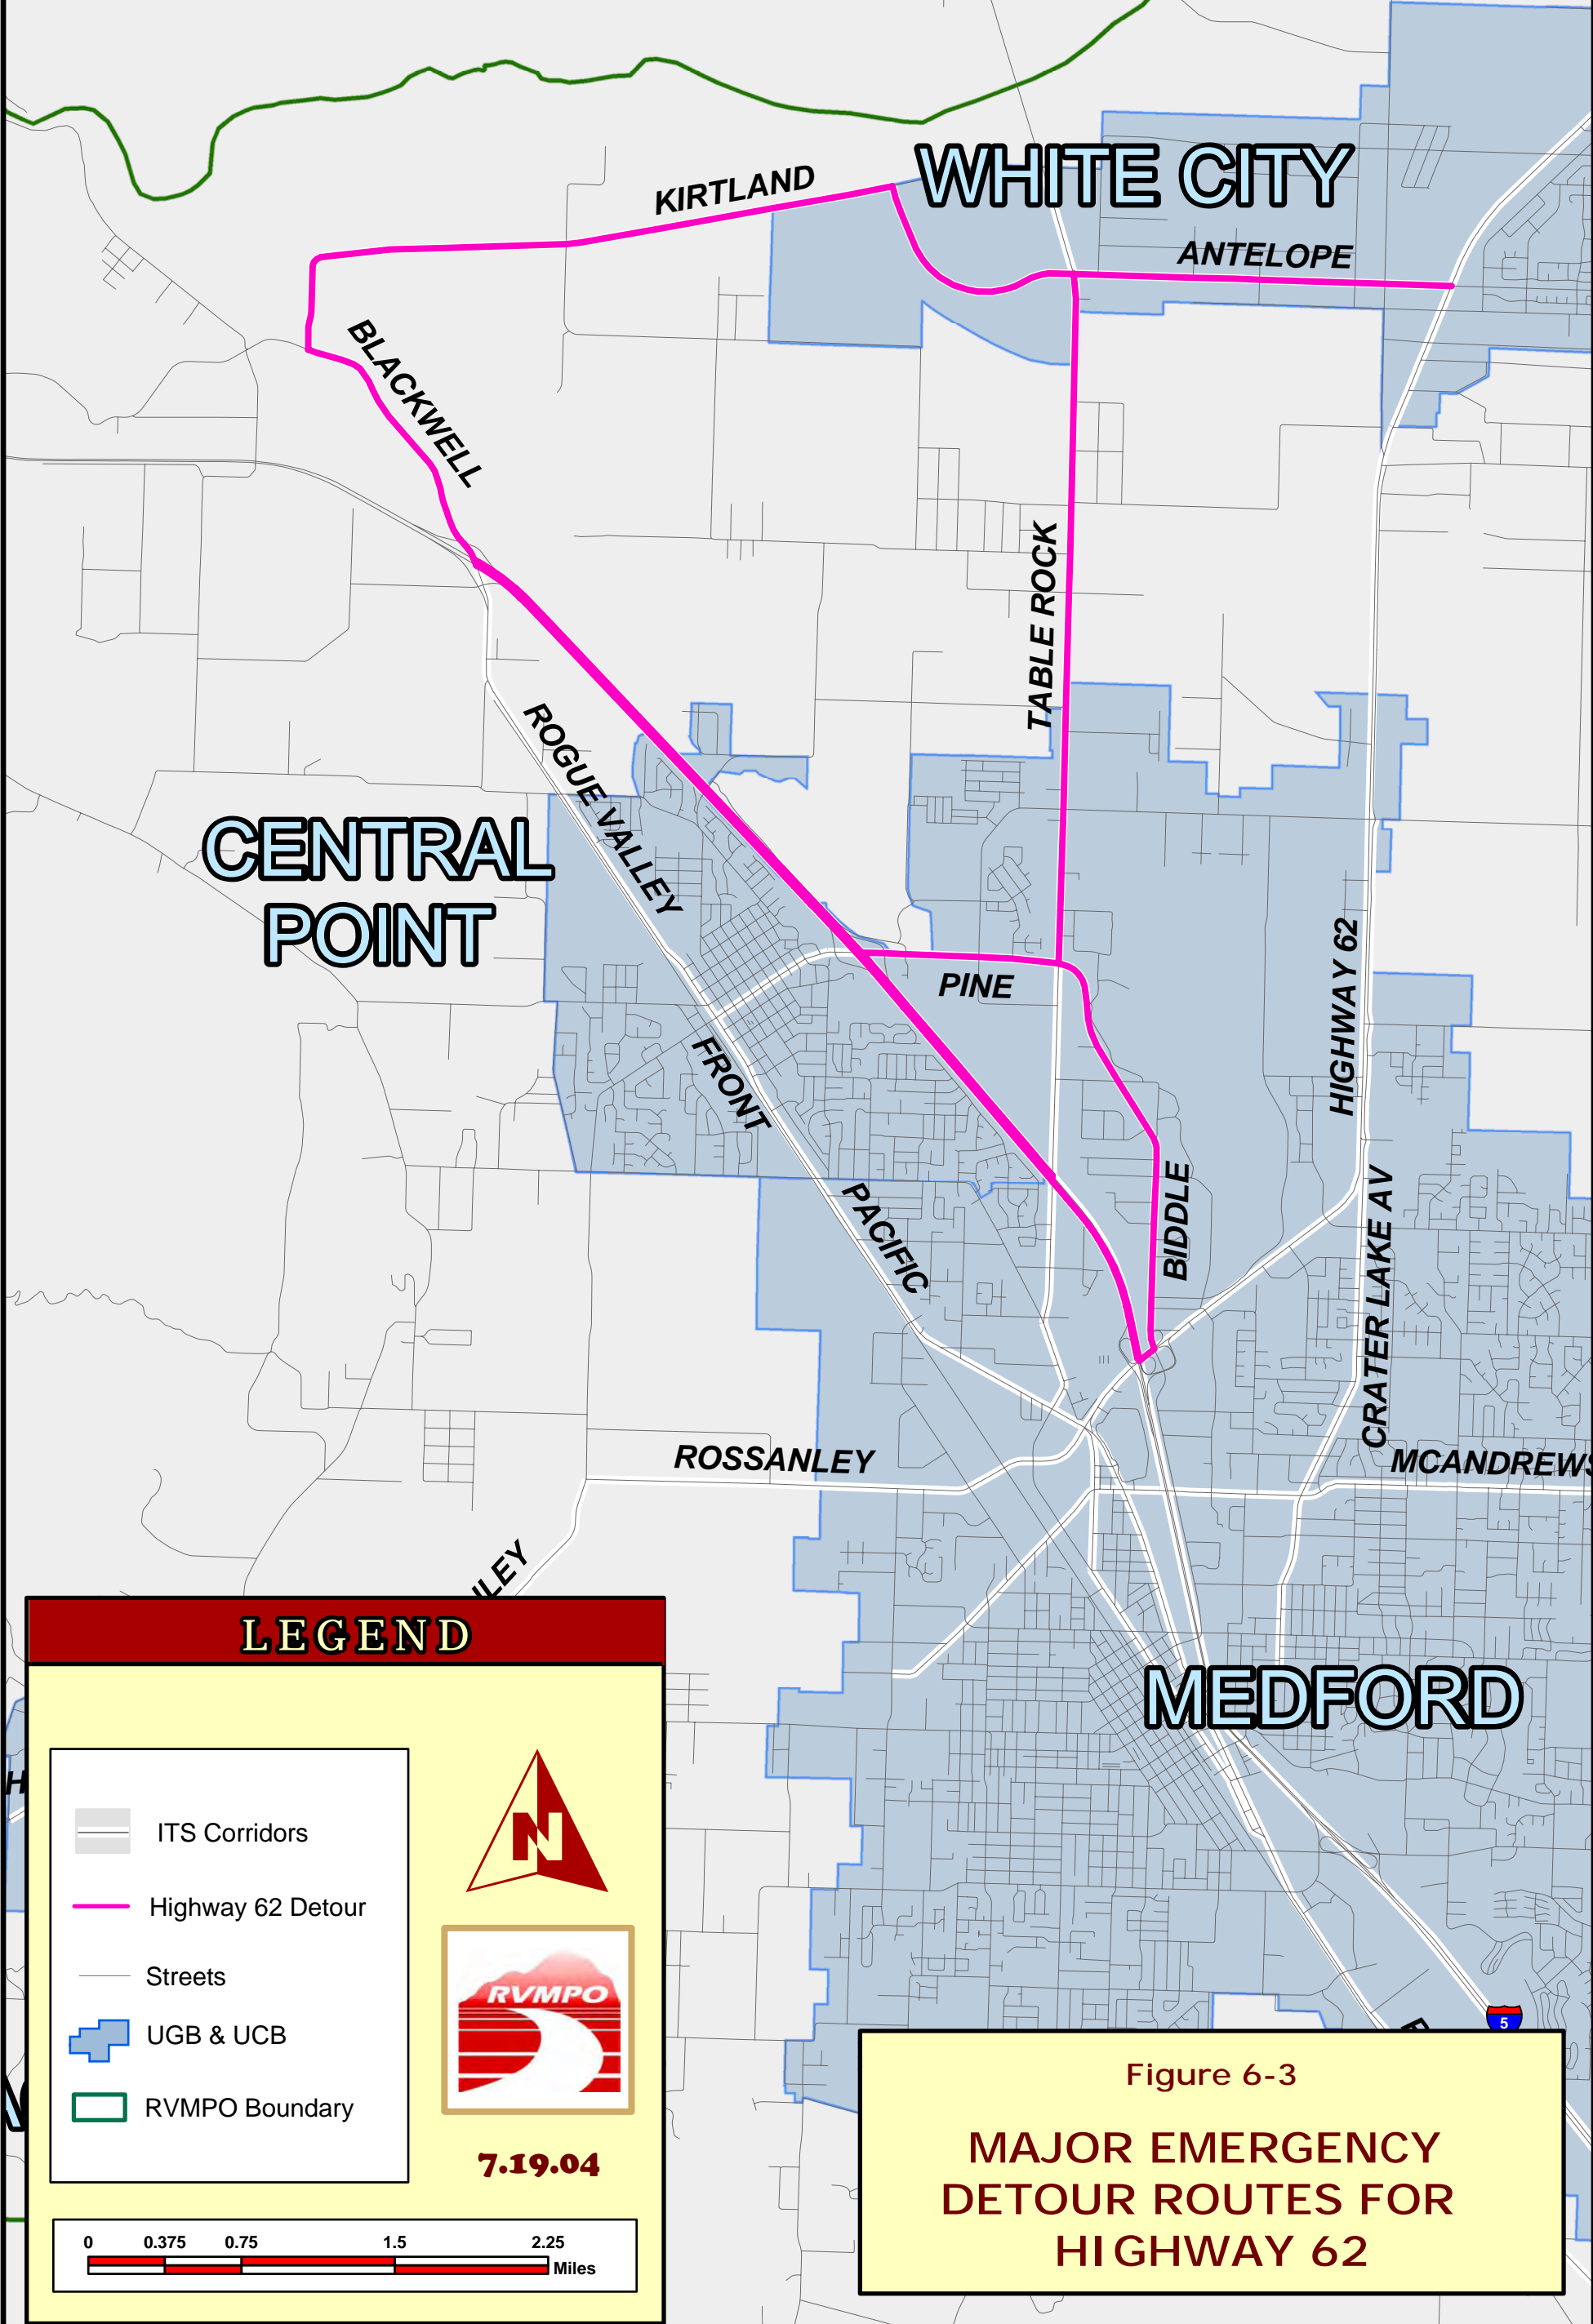 WHITE CITY
KIRTLAND
ANTELOPE
BLACKWELL
TABLE ROCK
ROGUE VALLEY
CENTRAL
POINT
PINE
HIGHWAY 62
FRONT
PACIFIC
BIDDLE
CRATER LAKE AV
ROSSANLEY
MCANDREWS
MEDFORD
5
LEGEND
ITS Corridors
Highway 62 Detour
Streets
UGB & UCB
RVMPO Boundary
N
RVMPO
7.19.04
0 0.375 0.75 1.5 2.25
Miles
Figure 6-3
MAJOR EMERGENCY
DETOUR ROUTES FOR
HIGHWAY 62